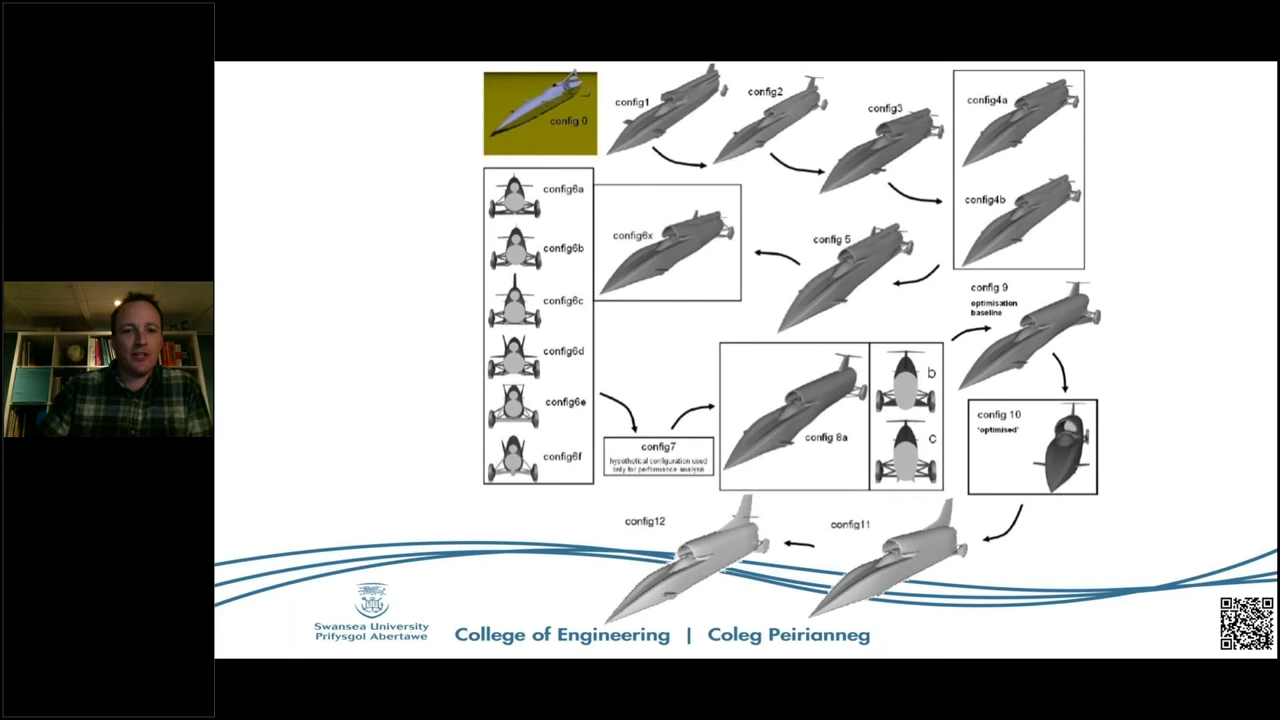 config 0
config1
config2
config3
config4a
config4b
config 5
config6x
config6a
config6b
config6c
config6d
config6e
config6f
config7
hypothetical configuration used
only for performance analysis
config 8a
b
c
config 9
optimisation
baseline
config 10
'optimised'
config11
config12
Swansea University
Prifysgol Abertawe
College of Engineering | Coleg Peirianneg